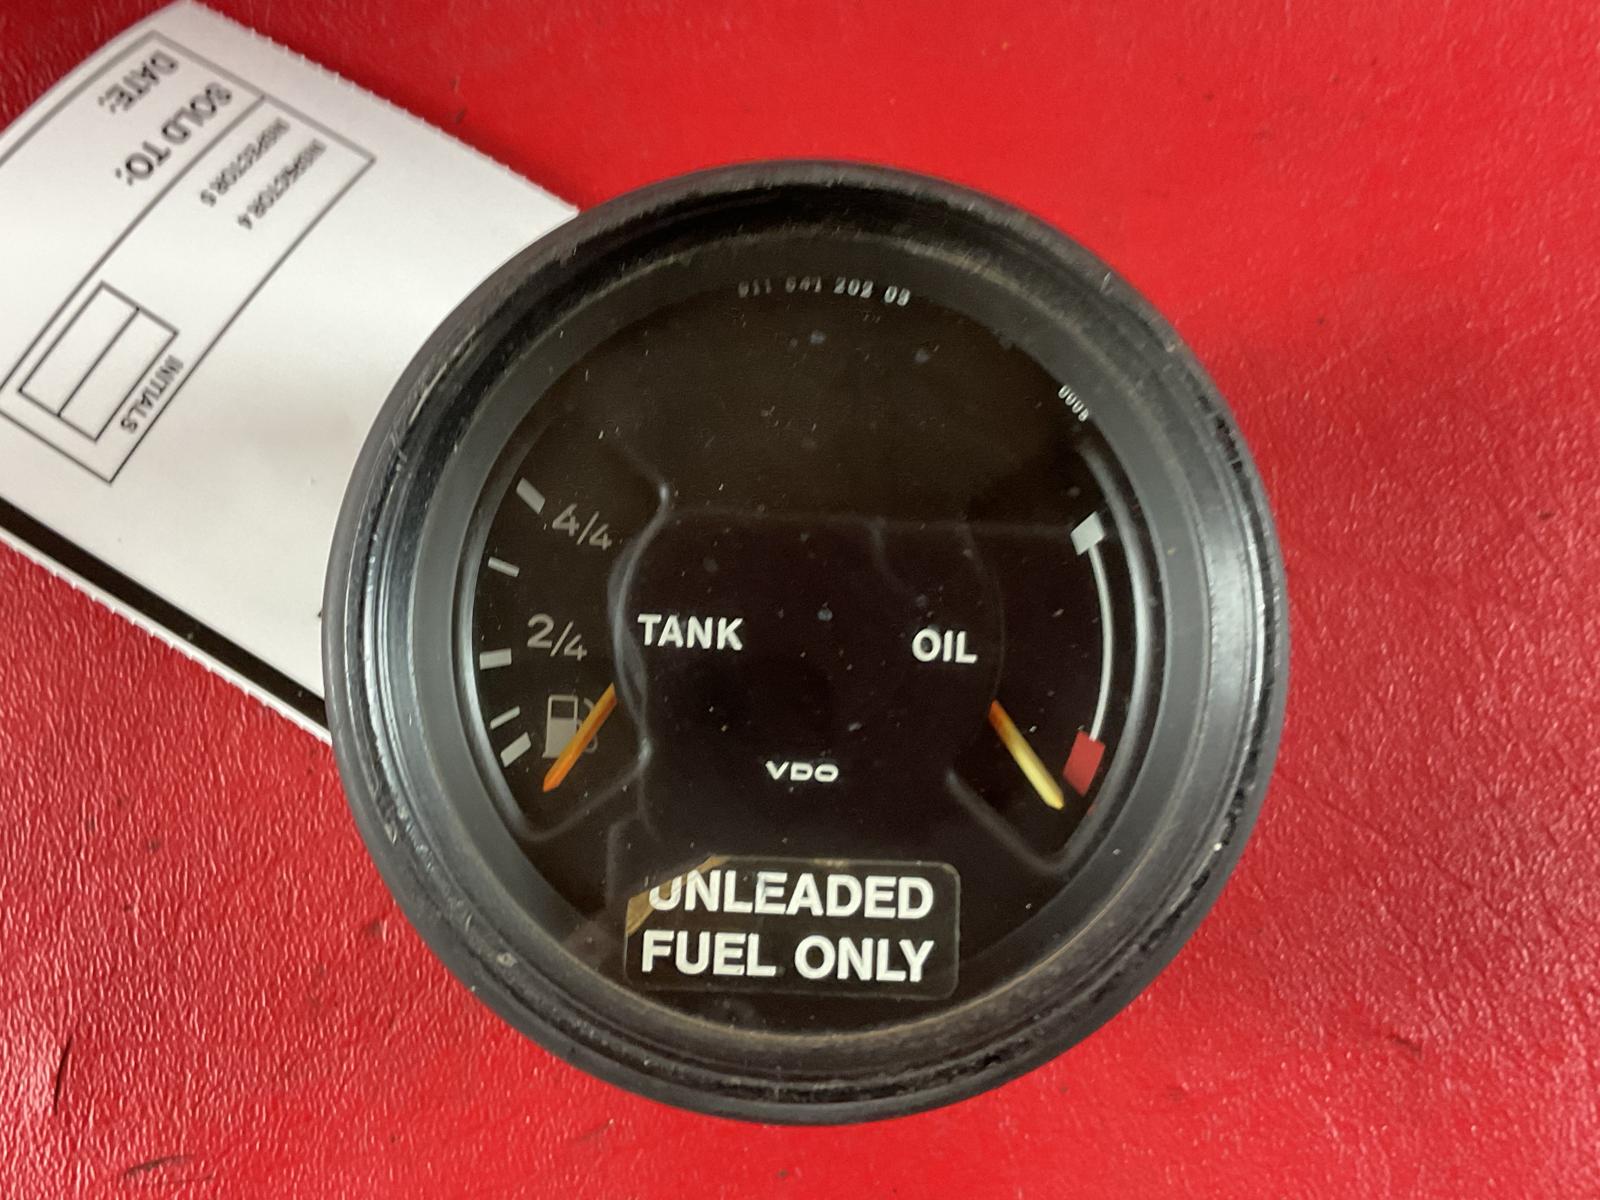 DATE:
SOLD TO:
INSPECTOR 5
INSPECTOR 4
INITIALS
911 641 202 03
4/4
2/4
TANK
OIL
VDO
UNLEADED
FUEL ONLY